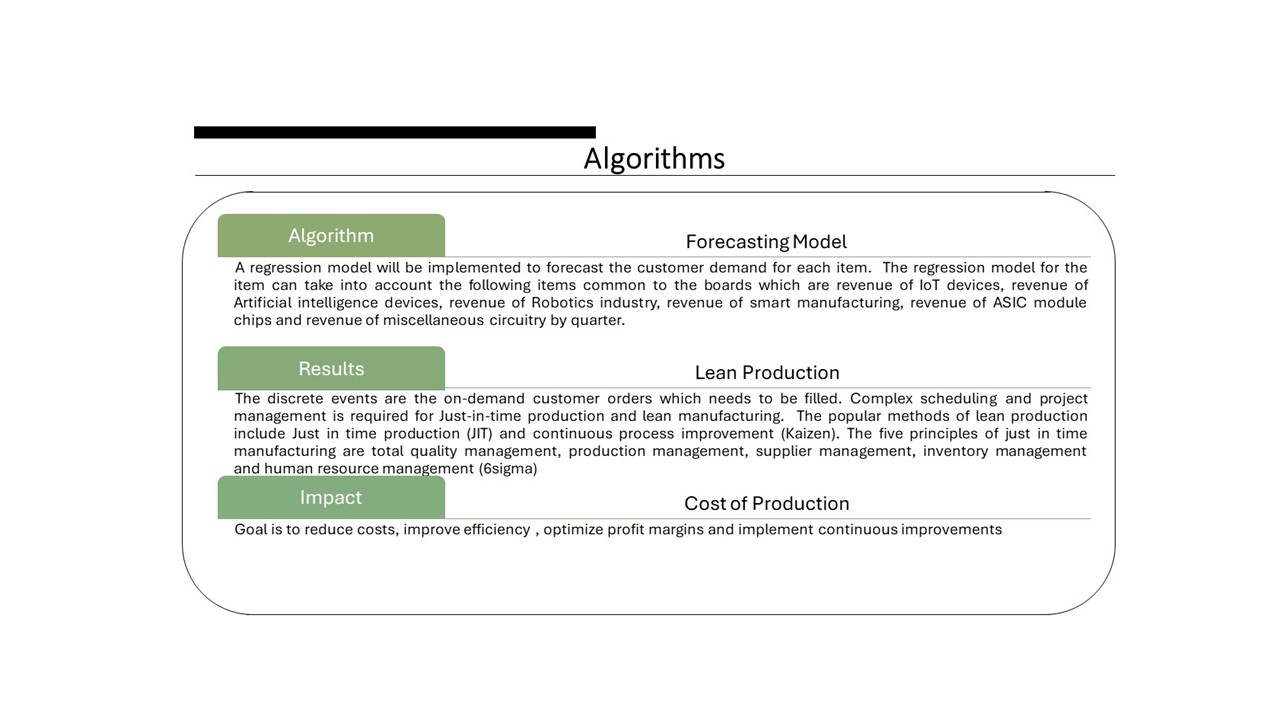 Algorithms
Algorithm
Forecasting Model
A regression model will be implemented to forecast the customer demand for each item. The regression model for the
item can take into account the following items common to the boards which are revenue of IoT devices, revenue of
Artificial intelligence devices, revenue of Robotics industry, revenue of smart manufacturing, revenue of ASIC module
chips and revenue of miscellaneous circuitry by quarter.
Results
Lean Production
The discrete events are the on-demand customer orders which needs to be filled. Complex scheduling and project
management is required for Just-in-time production and lean manufacturing. The popular methods of lean production
include Just in time production (JIT) and continuous process improvement (Kaizen). The five principles of just in time
manufacturing are total quality management, production management, supplier management, inventory management
and human resource management (6sigma)
Impact
Cost of Production
Goal is to reduce costs, improve efficiency , optimize profit margins and implement continuous improvements